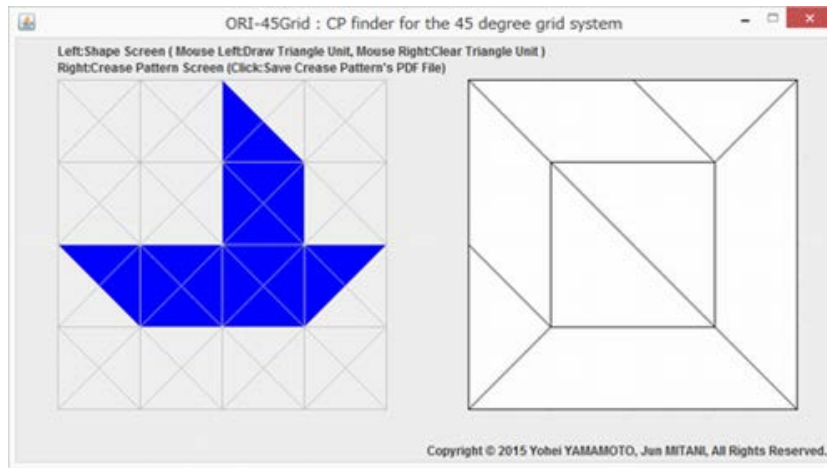 ORI-45Grid : CP finder for the 45 degree grid system
Left:Shape Screen ( Mouse Left:Draw Triangle Unit, Mouse Right:Clear Triangle Unit )
Right:Crease Pattern Screen (Click:Save Crease Pattern's PDF File)
Copyright © 2015 Yohei YAMAMOTO, Jun MITANI, All Rights Reserved.